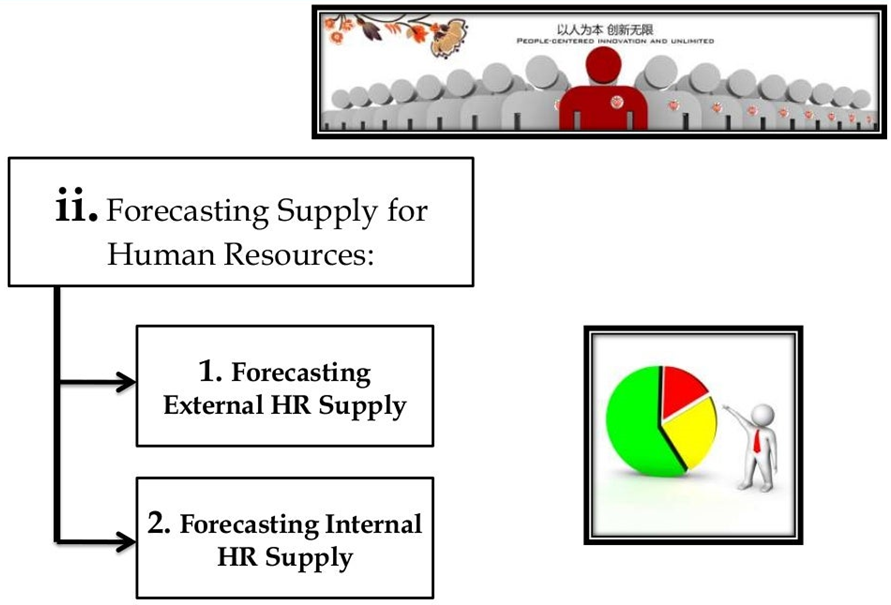 以人为本 创新无限
PEOPLE-CENTERED INNOVATION AND UNLIMITED
ii. Forecasting Supply for
Human Resources:
1. Forecasting
External HR Supply
2. Forecasting Internal
HR Supply